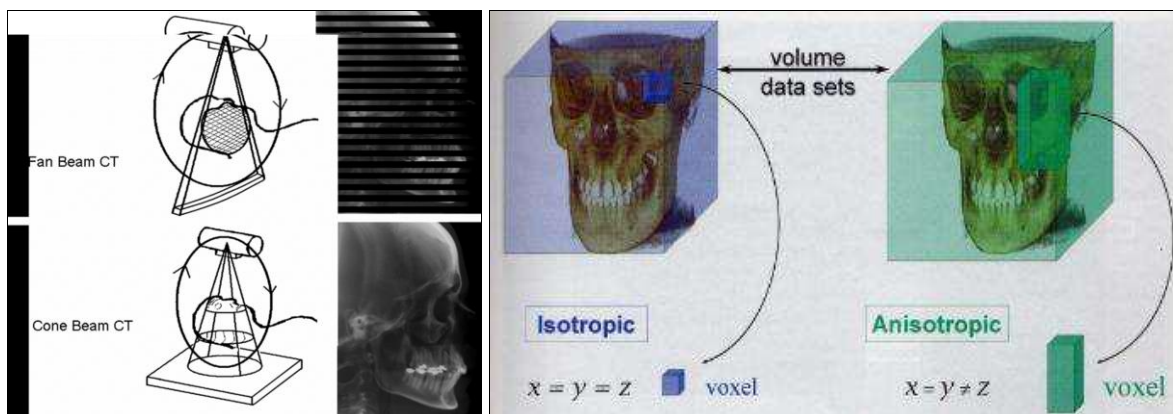 Fan Beam CT
Cone Beam CT
volume
data sets
Isotropic
Anisotropic
x = y = z
voxel
x = y ≠ z
voxel